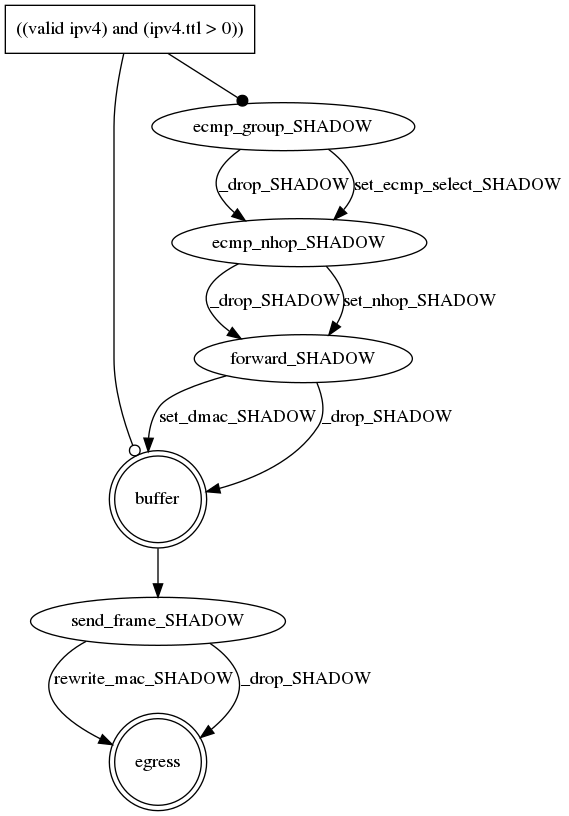 ((valid ipv4) and (ipv4.ttl > 0))
ecmp_group_SHADOW
_drop_SHADOW
set_ecmp_select_SHADOW
ecmp_nhop_SHADOW
_drop_SHADOW
set_nhop_SHADOW
forward_SHADOW
set_dmac_SHADOW
_drop_SHADOW
buffer
send_frame_SHADOW
rewrite_mac_SHADOW
_drop_SHADOW
egress